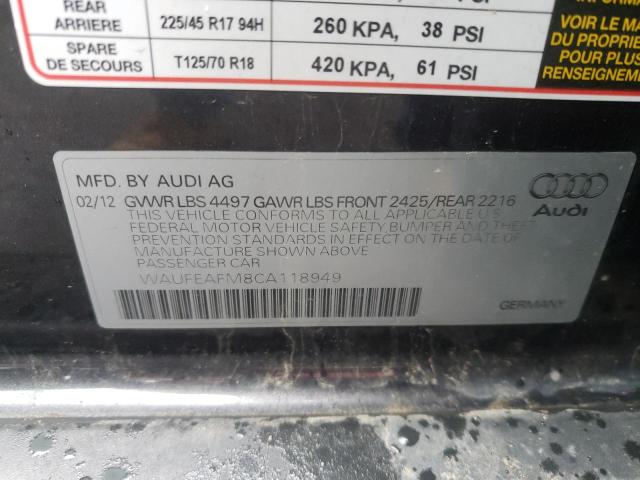 REAR
ARRIERE
225/45 R17 94H
260 KPA, 38 PSI
SPARE
DE SECOURS
T125/70 R18
420 KPA, 61 PSI
VOIR LE
DU PROPRIE
POUR PLUS
RENSEIGNEME
MFD. BY AUDI AG
02/12 GVWR LBS 4497 GAWR LBS FRONT 2425/REAR 2216
THIS VEHICLE CONFORMS TO ALL APPLICABLE U.S.
FEDERAL MOTOR VEHICLE SAFETY, BUMPER AND THEFT
PREVENTION STANDARDS IN EFFECT ON THE DATE OF
MANUFACTURE SHOWN ABOVE
PASSENGER CAR
WAUFEAFM8CA118949
Audi
GERMANY